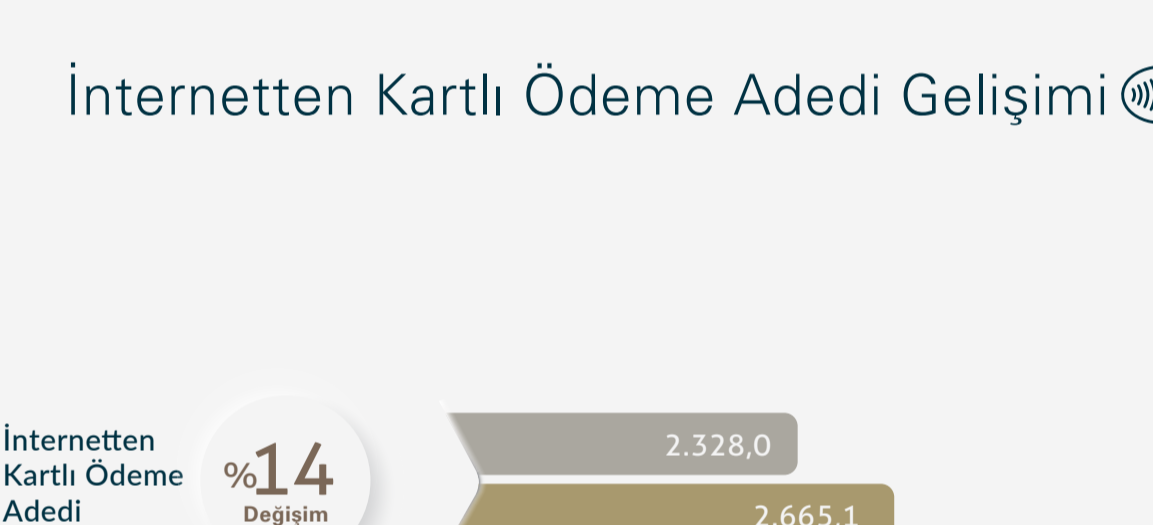 İnternetten Kartlı Ödeme Adedi Gelişimi
İnternetten
Kartlı Ödeme
Adedi
%14
Değişim
2.328,0
2.665,1